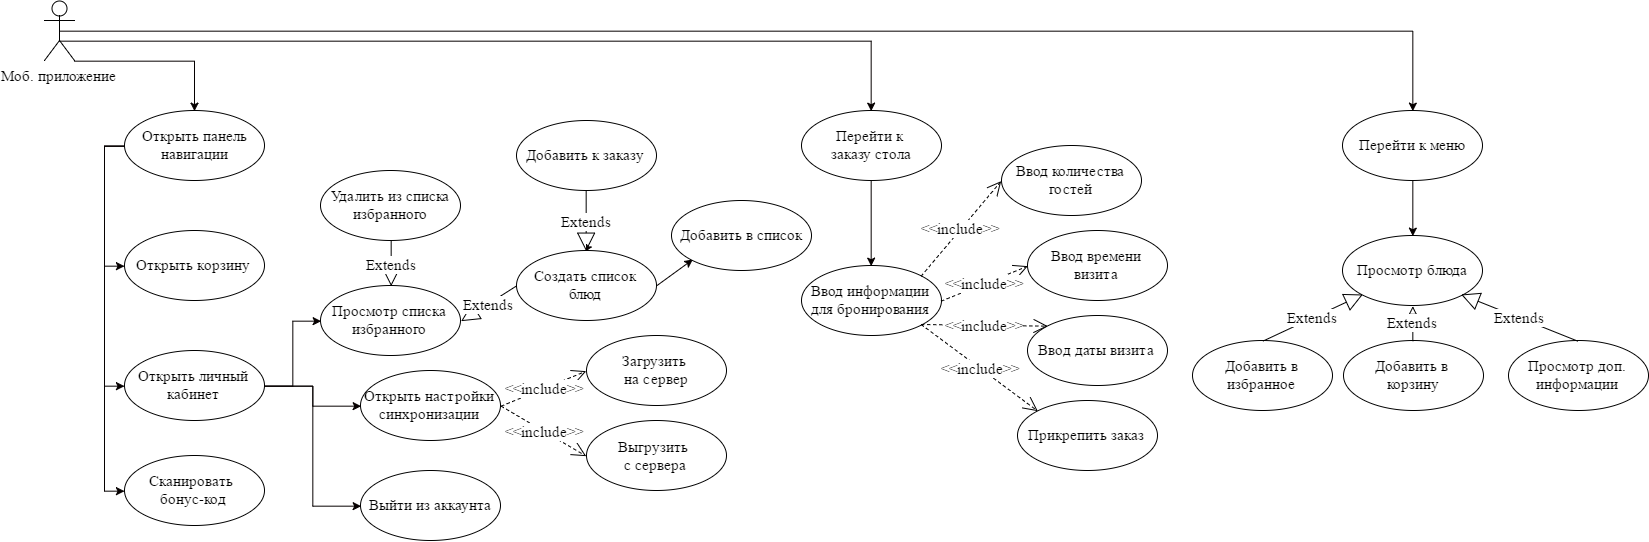 Моб. приложение
Открыть панель
навигации
Открыть корзину
Открыть личный
кабинет
Сканировать
бонус-код
Удалить из списка
избранного
Extends
Просмотр списка
избранного
Extends
Добавить к заказу
Extends
Создать список
блюд
Добавить в список
Открыть настройки
синхронизации
<<include>>
Загрузить
на сервер
<<include>>
Выгрузить
с сервера
Выйти из аккаунта
Перейти к
заказу стола
Ввод информации
для бронирования
<<include>>
Ввод количества
гостей
<<include>>
Ввод времени
визита
<<include>>
Ввод даты визита
<<include>>
Прикрепить заказ
Перейти к меню
Просмотр блюда
Extends
Extends
Extends
Добавить в
избранное
Добавить в
корзину
Просмотр доп.
информации